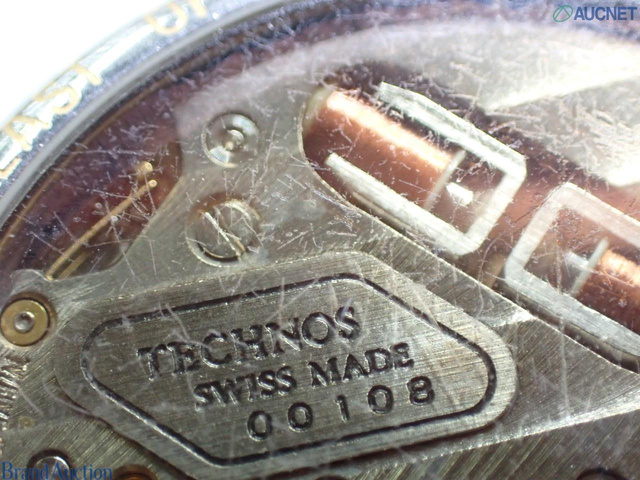 AUCNET
TECHNOS
SWISS MADE
00108
Brand Auction